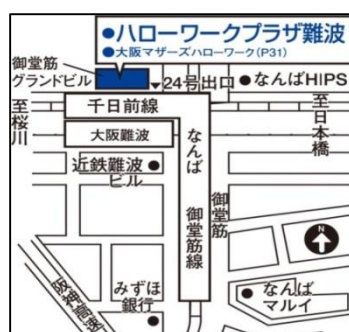 ●ハローワークプラザ難波
●大阪マザーズハローワーク(P31)
御堂筋
グランドビル
▼24号出口
●なんばHIPS
至桜川
千日前線
至日本橋
大阪難波
なんば
近鉄難波●
ビル
御堂筋線
御堂筋
N
みずほ
銀行●
●なんば
マルイ
阪神高速